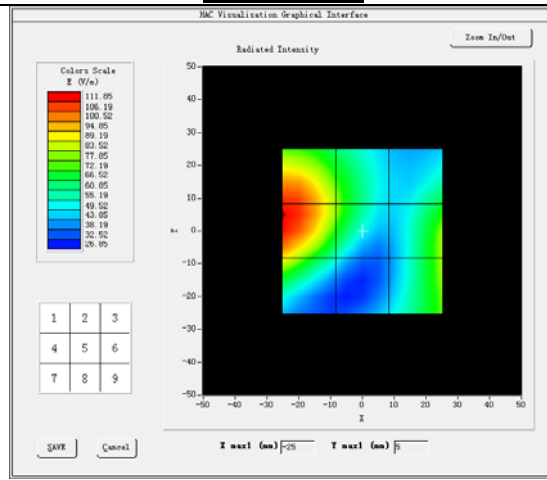 HAC Visualisation Graphical Interface
Zoom In/Out
Radiated Intensity
Colors Scale
E (V/m)
111.85
106.19
100.52
94.85
89.19
83.52
77.85
72.19
66.52
60.85
55.19
49.52
43.85
38.19
32.52
26.85
50
40
30
20
10
0
-10
-20
-30
-40
-50
Y
-50 -40 -30 -20 -10 0 10 20 30 40 50
X
1 2 3
4 5 6
7 8 9
SAVE
Cancel
X max1 (mm) -25 Y max1 (mm) 5